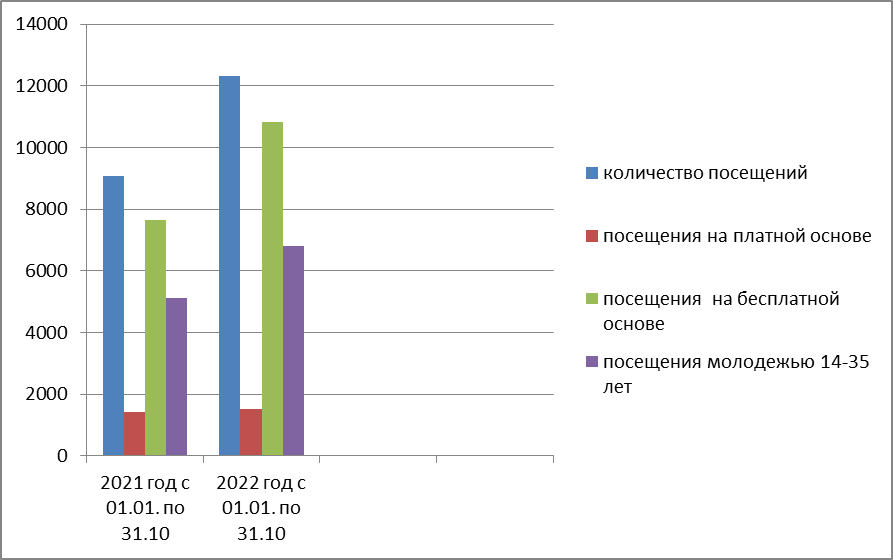 14000
12000
10000
8000
6000
4000
2000
0
2021 год с
01.01. по
31.10
2022 год с
01.01. по
31.10
количество посещений
посещения на платной основе
посещения  на бесплатной
основе
посещения молодежью 14-35
лет